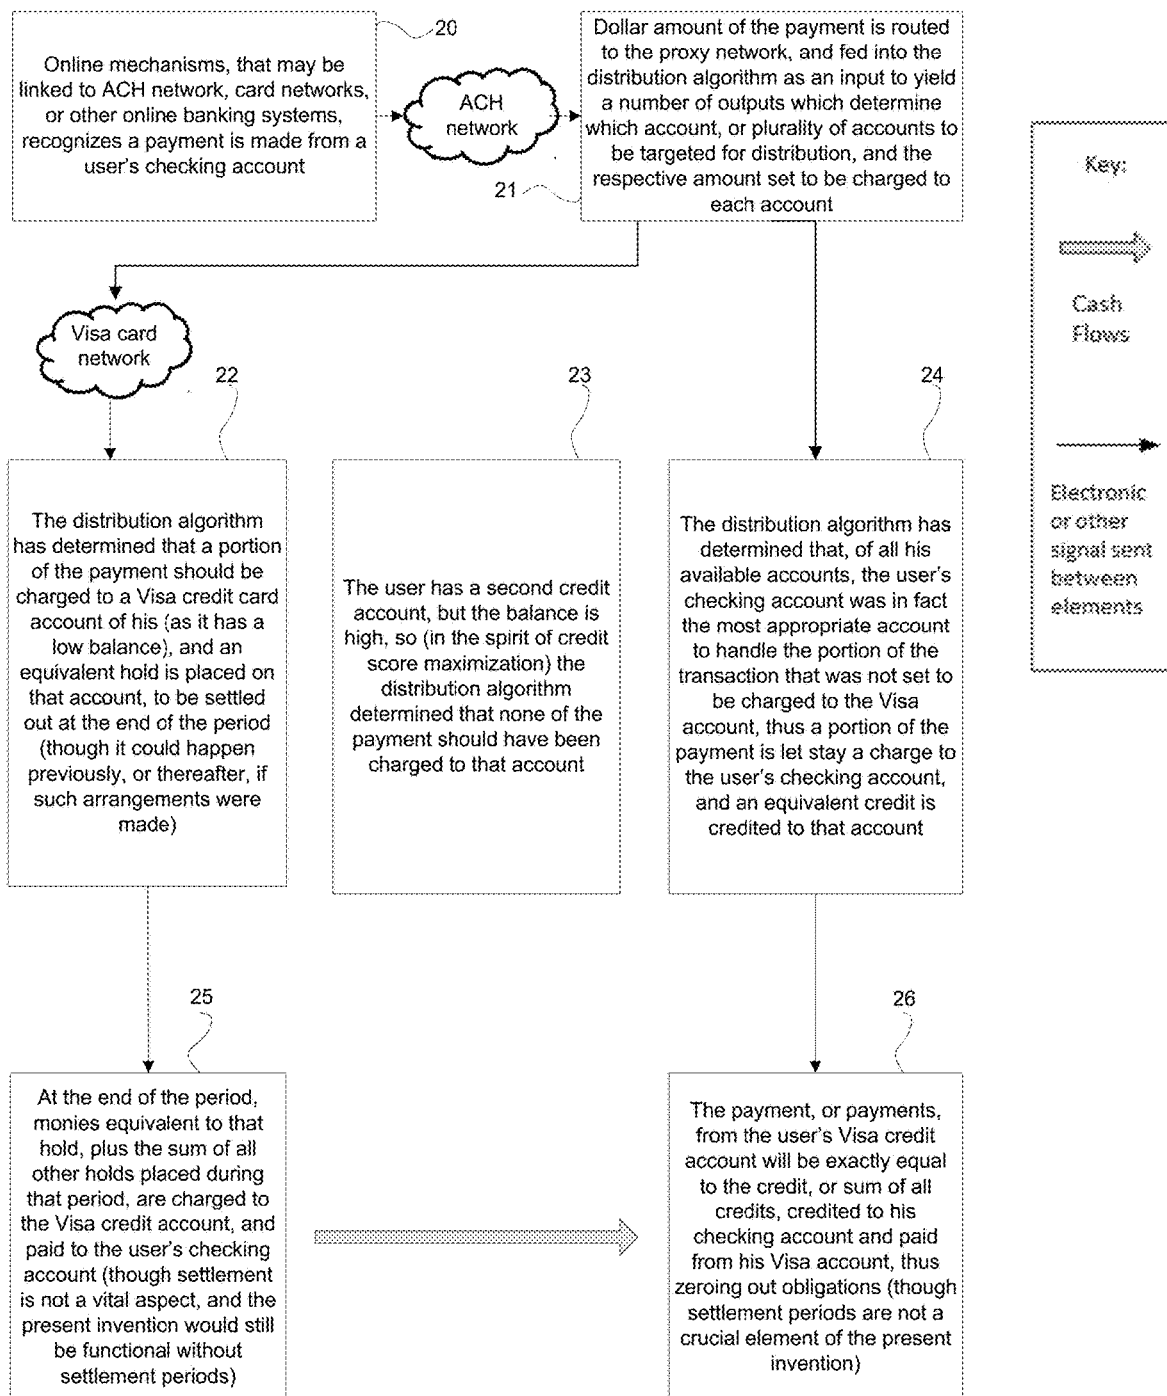 20
Online mechanisms, that may be
linked to ACH network, card networks,
or other online banking systems,
recognizes a payment is made from a
user's checking account
ACH
network
Dollar amount of the payment is routed
to the proxy network, and fed into the
distribution algorithm as an input to yield
a number of outputs which determine
which account, or plurality of accounts to
be targeted for distribution, and the
respective amount set to be charged to
each account
21
Key:
Cash
Flows
Electronic
or other
signal sent
between
elements
Visa card
network
22
23
24
The distribution algorithm
has determined that a portion
of the payment should be
charged to a Visa credit card
account of his (as it has a
low balance), and an
equivalent hold is placed on
that account, to be settled
out at the end of the period
(though it could happen
previously, or thereafter, if
such arrangements were
made)
The user has a second credit
account, but the balance is
high, so (in the spirit of credit
score maximization) the
distribution algorithm
determined that none of the
payment should have been
charged to that account
The distribution algorithm has
determined that, of all his
available accounts, the user's
checking account was in fact
the most appropriate account
to handle the portion of the
transaction that was not set to
be charged to the Visa
account, thus a portion of the
payment is let stay a charge to
the user's checking account,
and an equivalent credit is
credited to that account
25
26
At the end of the period,
monies equivalent to that
hold, plus the sum of all
other holds placed during
that period, are charged to
the Visa credit account, and
paid to the user's checking
account (though settlement
is not a vital aspect, and the
present invention would still
be functional without
settlement periods)
The payment, or payments,
from the user's Visa credit
account will be exactly equal
to the credit, or sum of all
credits, credited to his
checking account and paid
from his Visa account, thus
zeroing out obligations (though
settlement periods are not a
crucial element of the present
invention)